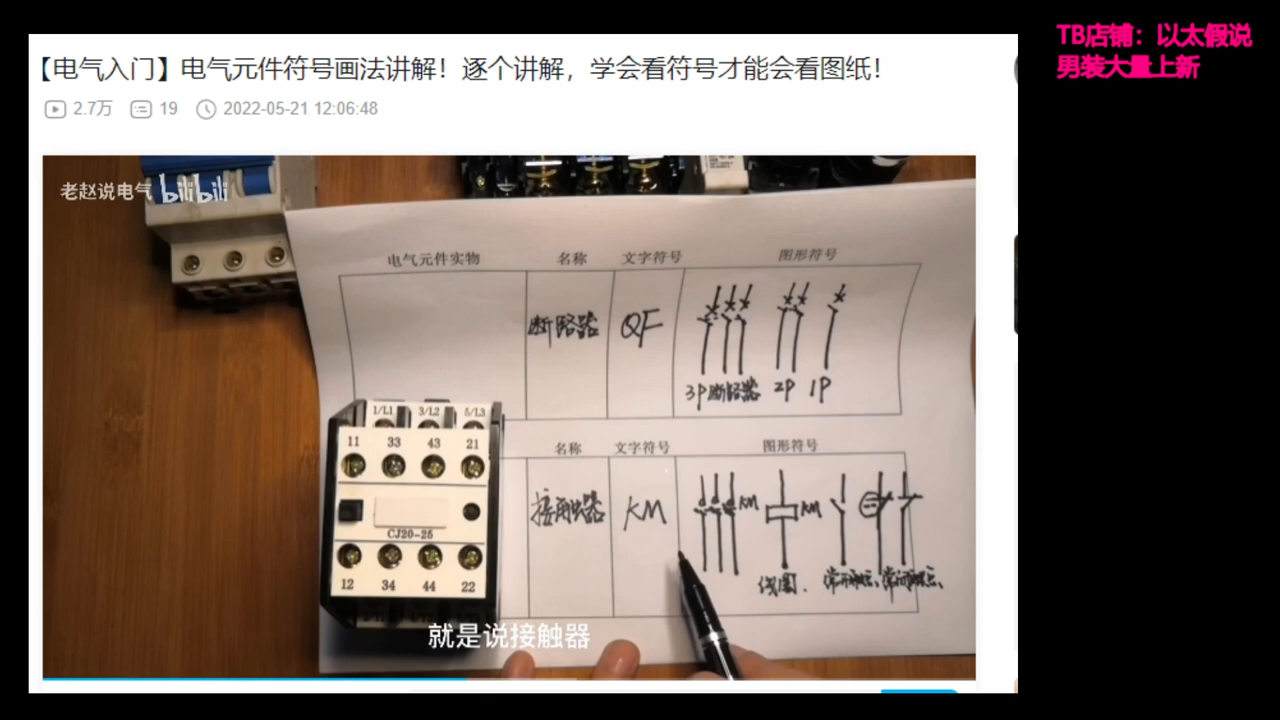 TB店铺：以太假说
男装大量上新
【电气入门】电气元件符号画法讲解！逐个讲解，学会看符号才能会看图纸！
2.7万 19 2022-05-21 12:06:48
老赵说电气 bilibili
电气元件实物 名称 文字符号 图形符号
断路器 QF
3P断路器 2P 1P
1/L1 3/L2 5/L3
11 33 43 21
名称 文字符号 图形符号
接触器 KM KM KM
CJ20-25
12 34 44 22
线圈. 常开触点、常闭触点、
就是说接触器